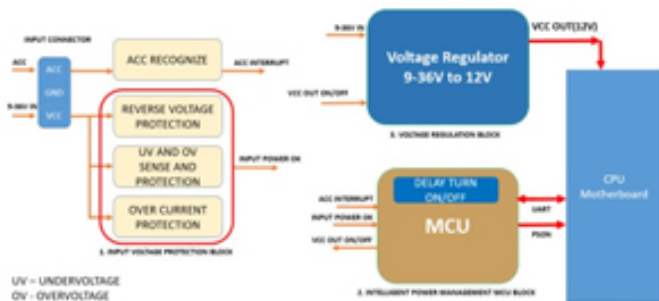 INPUT CONNECTOR
ACC
9-36V IN
ACC
GND
VCC
ACC RECOGNIZE
ACC INTERRUPT
REVERSE VOLTAGE
PROTECTION
UV AND OV
SENSE AND
PROTECTION
OVER CURRENT
PROTECTION
INPUT POWER OK
1. INPUT VOLTAGE PROTECTION BLOCK
UV = UNDERVOLTAGE
OV - OVERVOLTAGE
9-36V IN
VCC OUT ON/OFF
Voltage Regulator
9-36V to 12V
VCC OUT(12V)
3. VOLTAGE REGULATION BLOCK
ACC INTERRUPT
INPUT POWER OK
VCC OUT ON/OFF
DELAY TURN
ON/OFF
MCU
UART
PSON
2. INTELLIGENT POWER MANAGEMENT MCU BLOCK
CPU
Motherboard